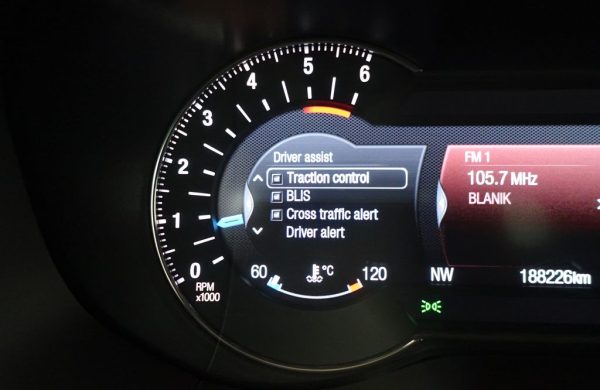 6
5
4
3
2
1
0
RPM
x1000
Driver assist
Traction control
BLIS
Cross traffic alert
Driver alert
60 °C 120
FM 1
105.7 MHz
BLANIK
NW 188226km